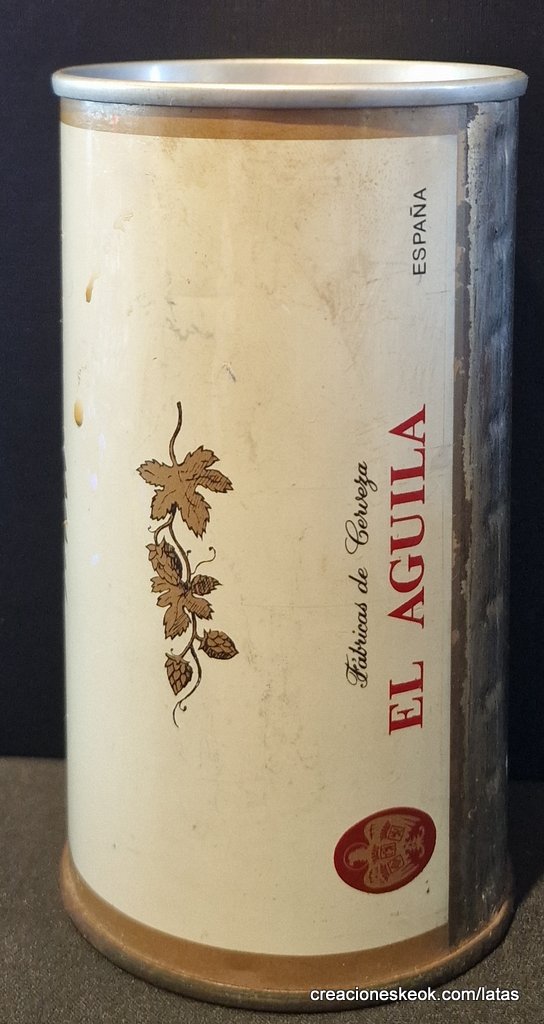 Fábricas de Cerveza
EL AGUILA
ESPAÑA
creacioneskeok.com/latas